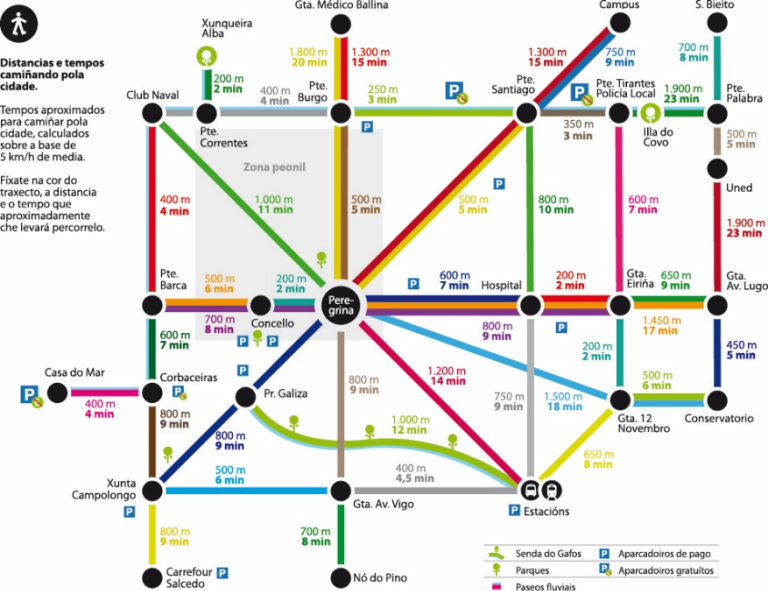 Distancias e tempos
camiñando pola
cidade.
Tempos aproximados
para camiñar pola
cidade, calculados
sobre a base de
5 km/h de media.
Fíxate na cor do
traxecto, a distancia
e o tempo que
aproximadamente
che levará percorrelo.
Xunqueira
Alba
Gta. Médico Ballina
Campus
S. Bieito
200 m
2 min
1.800 m
20 min
1.300 m
15 min
1.300 m
15 min
750 m
9 min
700 m
8 min
Club Naval
400 m
4 min
Pte.
Burgo
250 m
3 min
P
Pte.
Santiago
P
Pte. Tirantes
Policía Local
1.900 m
23 min
Pte.
Palabra
Pte.
Correntes
P
350 m
3 min
Illa do
Covo
500 m
5 min
Zona peonil
400 m
4 min
1.000 m
11 min
500 m
5 min
500 m
5 min
P
800 m
10 min
600 m
7 min
Uned
1.900 m
23 min
Pte.
Barca
500 m
6 min
200 m
2 min
Pere-
grina
P
600 m
7 min
Hospital
200 m
2 min
Gta.
Eiriña
650 m
9 min
Gta.
Av. Lugo
700 m
8 min
Concello
800 m
9 min
P
1.450 m
17 min
600 m
7 min
P
P
200 m
2 min
450 m
5 min
Casa do Mar
Corbaceiras
P
P
P
400 m
4 min
Pr. Galiza
800 m
9 min
1.200 m
14 min
750 m
9 min
1.500 m
18 min
500 m
6 min
Gta. 12
Novembro
Conservatorio
800 m
9 min
800 m
9 min
1.000 m
12 min
650 m
8 min
500 m
6 min
400 m
4,5 min
Xunta
Campolongo
P
Gta. Av. Vigo
P Estacións
800 m
9 min
700 m
8 min
Carrefour
Salcedo
P
Nó do Pino
Senda do Gafos
P Aparcadoiros de pago
Parques
P Aparcadoiros gratuítos
Paseos fluviais